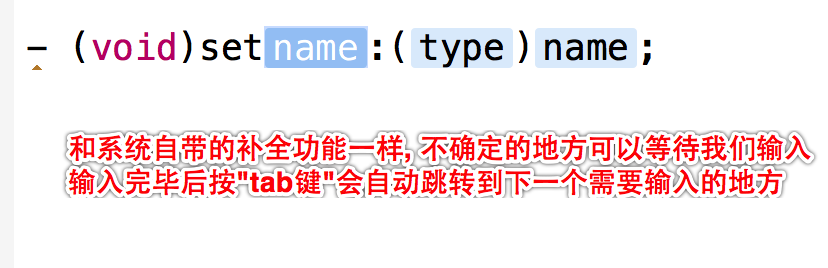 - (void)setname:(type)name;
和系统自带的补全功能一样, 不确定的地方可以等待我们输入
输入完毕后按"tab键"会自动跳转到下一个需要输入的地方